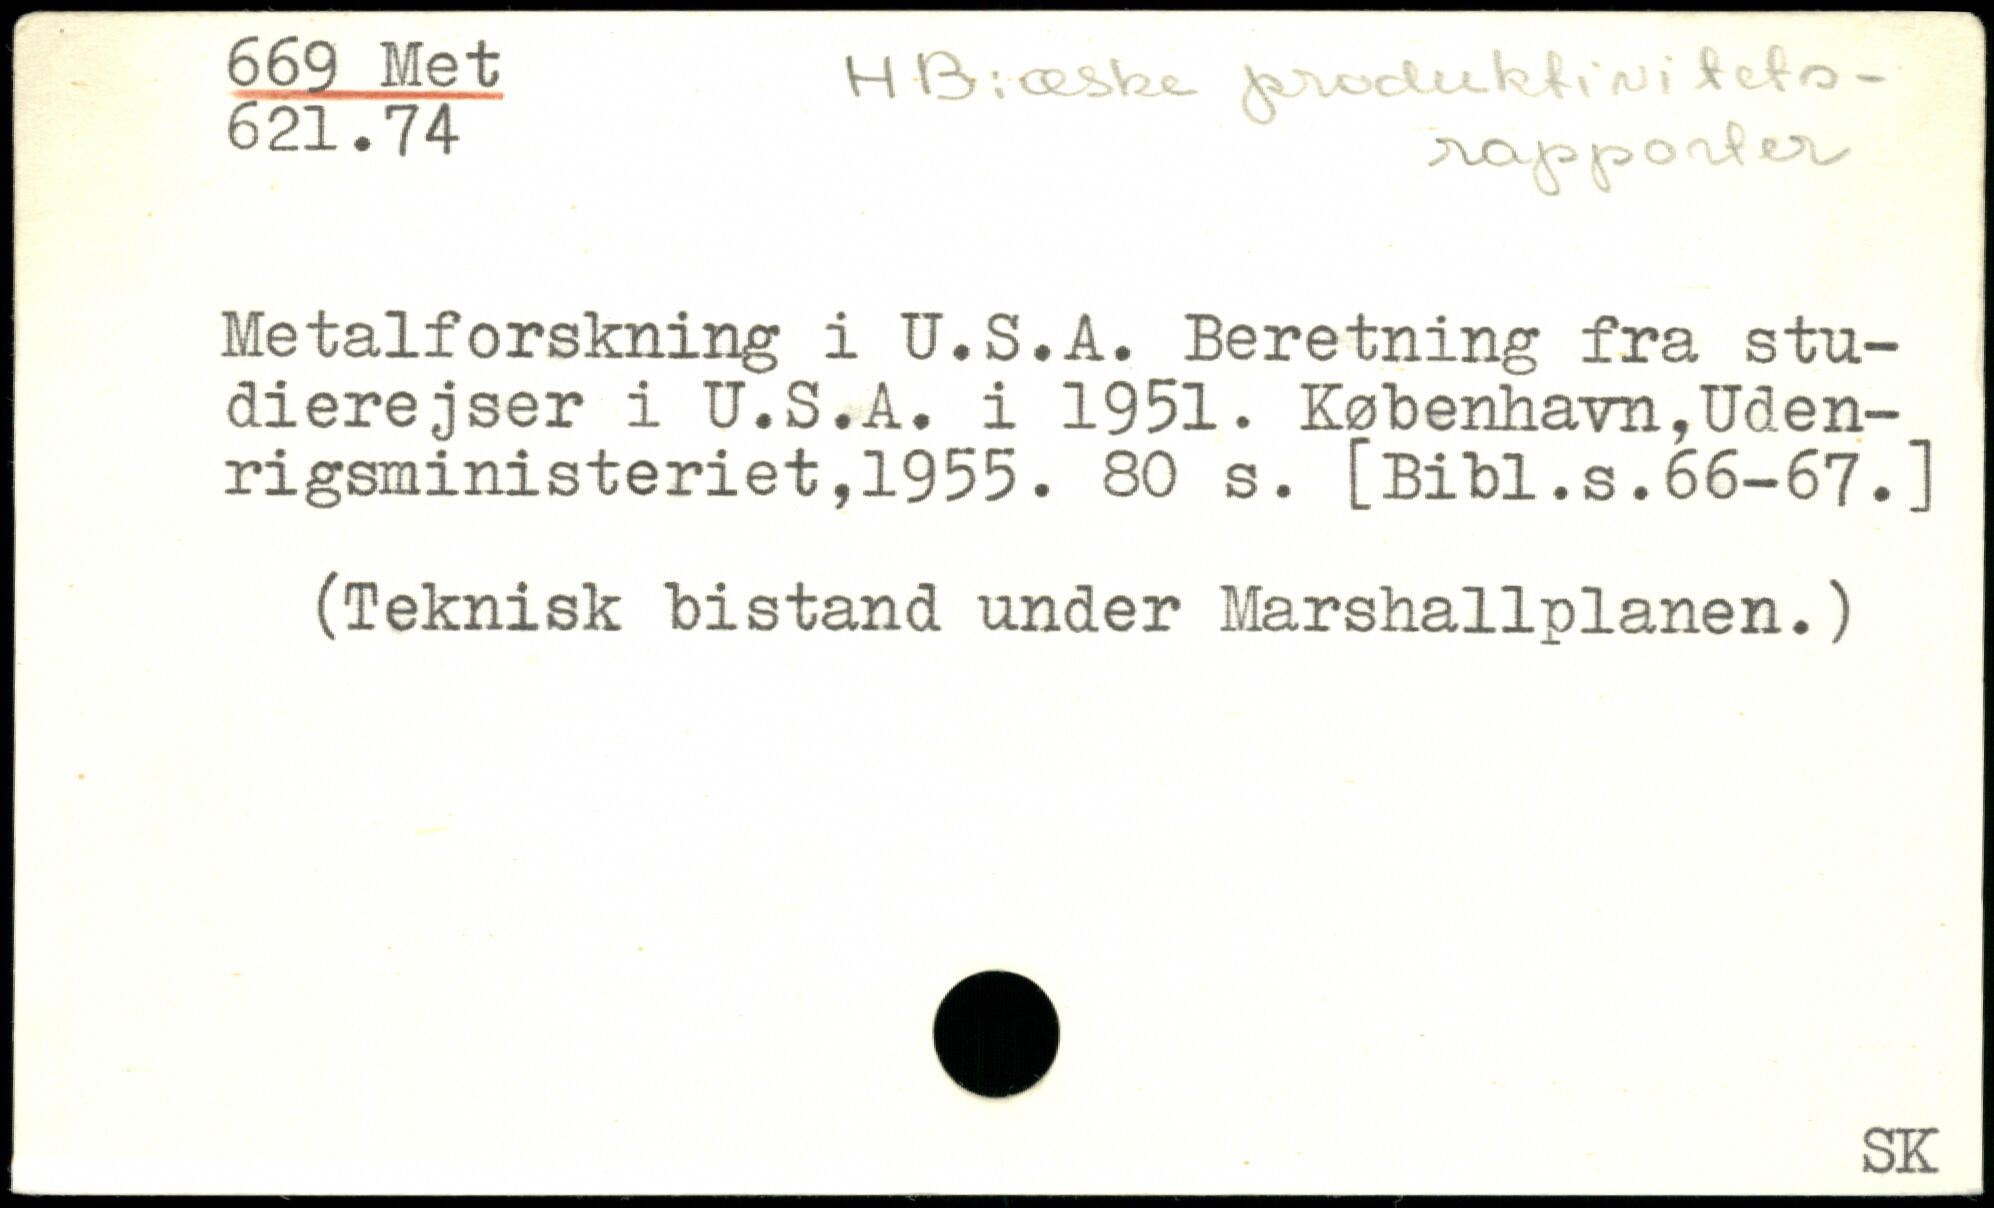 669 Met
HB: æske produktivitets-
621.74
rapporter
Metalforskning i U.S.A. Beretning fra stu-
dierejser i U.S.A. i 1951. København,Uden-
rigsministeriet,1955. 80 s. [Bibl.s.66-67.]
(Teknisk bistand under Marshallplanen.)
SK